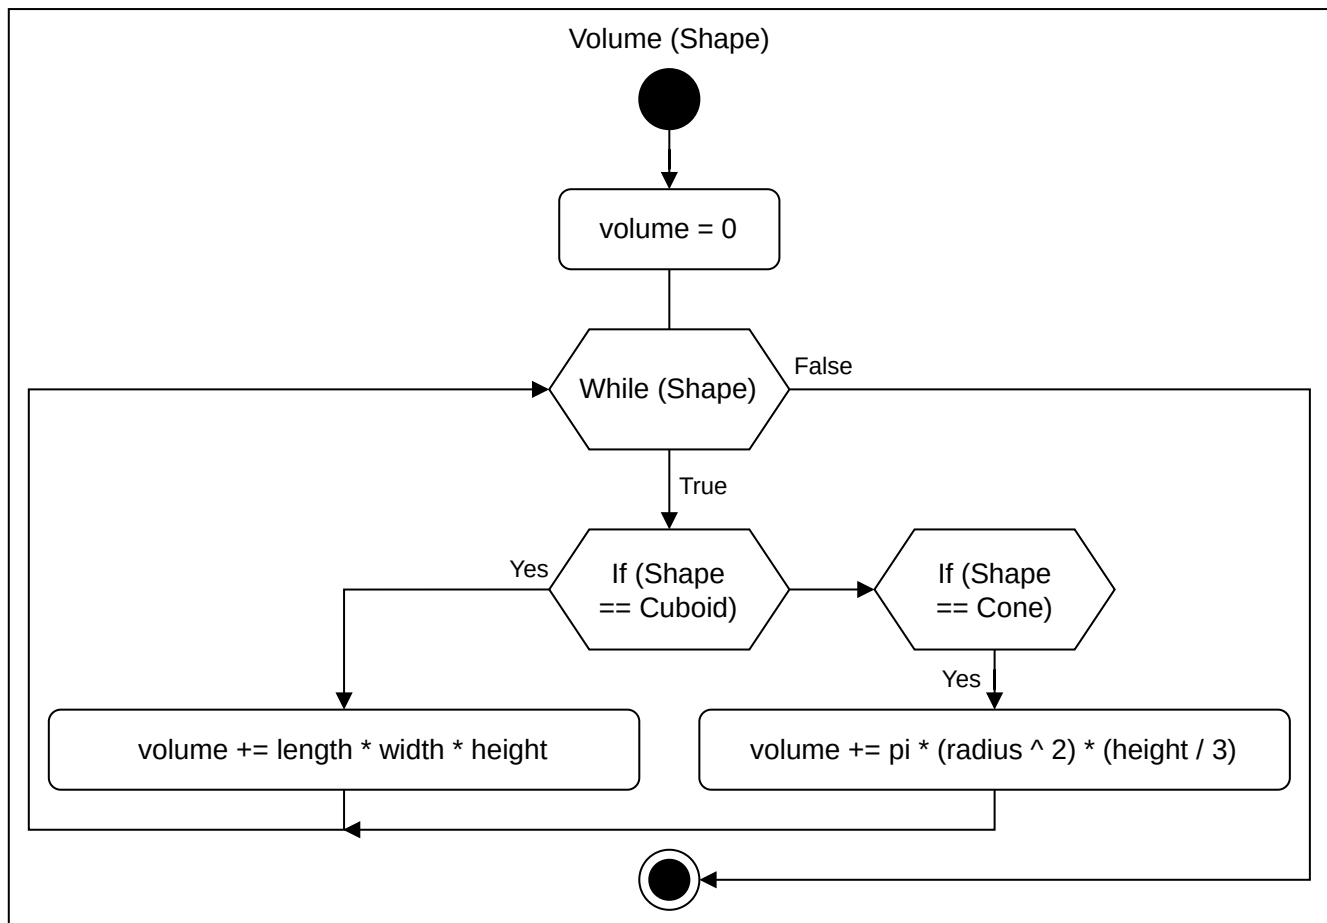 Volume (Shape)
volume = 0
While (Shape)
False
True
Yes
If (Shape
== Cuboid)
If (Shape
== Cone)
Yes
volume += length * width * height
volume += pi * (radius ^ 2) * (height / 3)